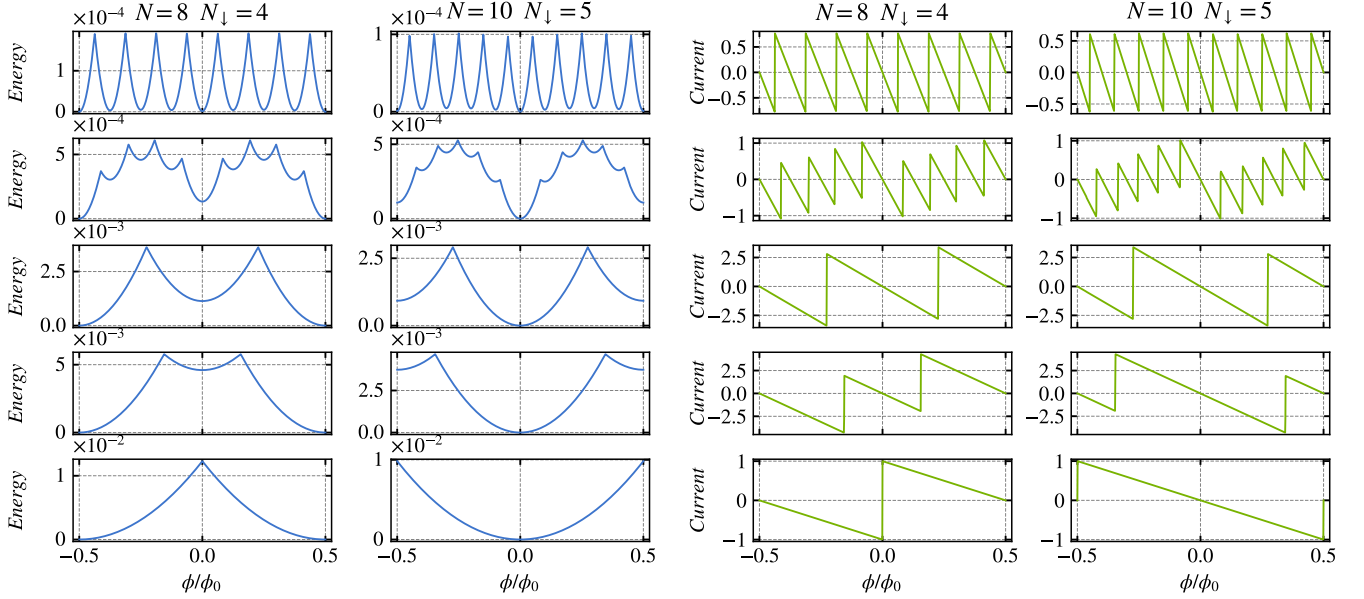 N = 8 N↓ = 4
N = 10 N↓ = 5
N = 8 N↓ = 4
N = 10 N↓ = 5
×10⁻⁴
×10⁻⁴
Energy
1
0
1
0
Current
0.5
0.0
−0.5
0.5
0.0
−0.5
×10⁻⁴
×10⁻⁴
Energy
5
0
5
0
Current
1
0
−1
1
0
−1
×10⁻³
×10⁻³
Energy
2.5
0.0
2.5
0.0
Current
2.5
0.0
−2.5
2.5
0.0
−2.5
×10⁻³
×10⁻³
Energy
5
0
2.5
0.0
Current
2.5
0.0
−2.5
2.5
0.0
−2.5
×10⁻²
×10⁻²
Energy
1
0
1
0
Current
1
0
−1
1
0
−1
−0.5 0.0 0.5
−0.5 0.0 0.5
−0.5 0.0 0.5
−0.5 0.0 0.5
ϕ/ϕ₀
ϕ/ϕ₀
ϕ/ϕ₀
ϕ/ϕ₀